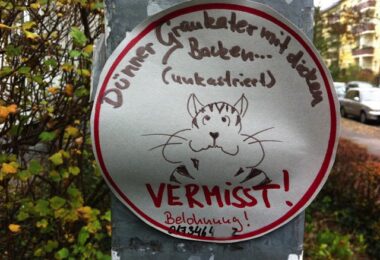 Dünner Graukater mit dicken
Backen...
(unkastriert)
VERMISST!
Belohnung!